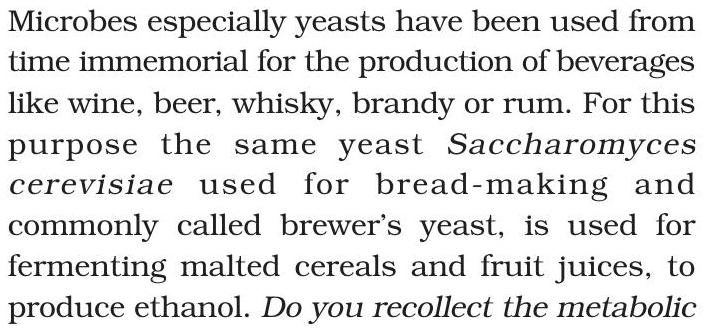 Microbes especially yeasts have been used from
time immemorial for the production of beverages
like wine, beer, whisky, brandy or rum. For this
purpose the same yeast Saccharomyces
cerevisiae used for bread-making and
commonly called brewer’s yeast, is used for
fermenting malted cereals and fruit juices, to
produce ethanol. Do you recollect the metabolic